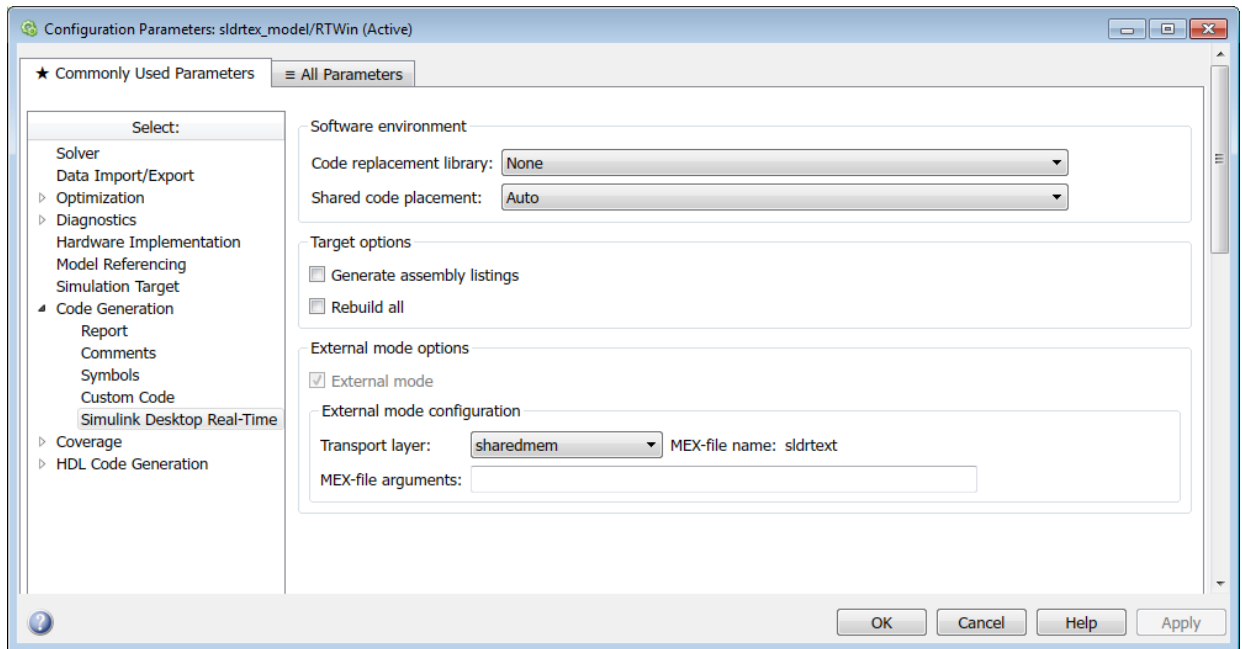 Configuration Parameters: sldrtex_model/RTWin (Active)
★ Commonly Used Parameters
≡ All Parameters
Select:
Solver
Data Import/Export
Optimization
Diagnostics
Hardware Implementation
Model Referencing
Simulation Target
Code Generation
Report
Comments
Symbols
Custom Code
Simulink Desktop Real-Time
Coverage
HDL Code Generation
Software environment
Code replacement library: None
Shared code placement: Auto
Target options
Generate assembly listings
Rebuild all
External mode options
External mode
External mode configuration
Transport layer: sharedmem MEX-file name: sldrtext
MEX-file arguments:
?
OK Cancel Help Apply